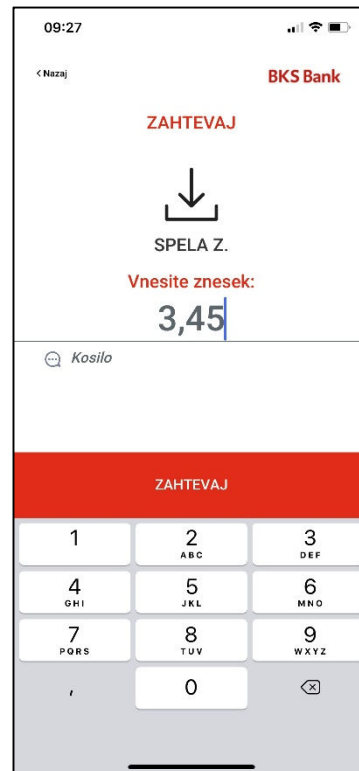 09:27
< Nazaj
BKS Bank
ZAHTEVAJ
SPELA Z.
Vnesite znesek:
3,45
Kosilo
ZAHTEVAJ
1 2 3
ABC DEF
4 5 6
GHI JKL MNO
7 8 9
PQRS TUV WXYZ
, 0